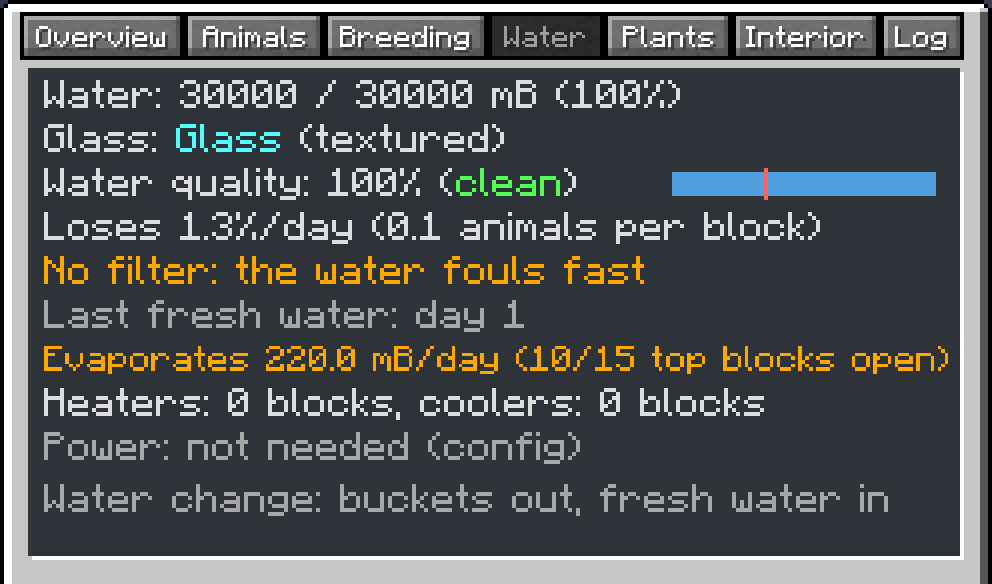 Overview Animals Breeding Water Plants Interior Log
Water: 30000 / 30000 mB (100%)
Glass: Glass (textured)
Water quality: 100% (clean)
Loses 1.3%/day (0.1 animals per block)
No filter: the water fouls fast
Last fresh water: day 1
Evaporates 220.0 mB/day (10/15 top blocks open)
Heaters: 0 blocks, coolers: 0 blocks
Power: not needed (config)
Water change: buckets out, fresh water in